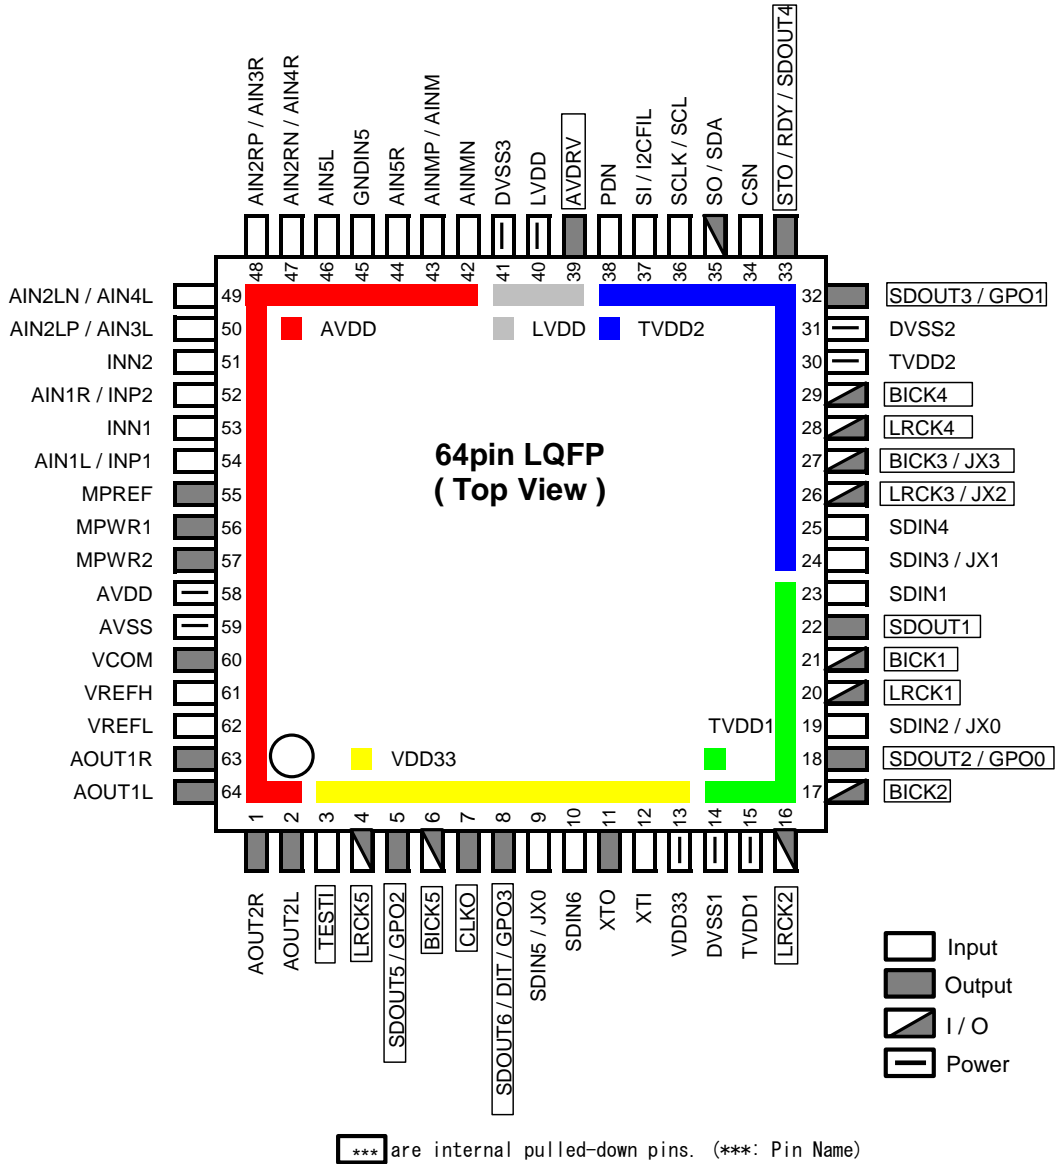 AIN2RP / AIN3R
AIN2RN / AIN4R
AIN5L
GNDIN5
AIN5R
AINMP / AINM
AINMN
DVSS3
LVDD
AVDRV
PDN
SI / I2CFIL
SCLK / SCL
SO / SDA
CSN
STO / RDY / SDOUT4
48
47
46
45
44
43
42
41
40
39
38
37
36
35
34
33
AIN2LN / AIN4L 49
AIN2LP / AIN3L 50
INN2 51
AIN1R / INP2 52
INN1 53
AIN1L / INP1 54
MPREF 55
MPWR1 56
MPWR2 57
AVDD 58
AVSS 59
VCOM 60
VREFH 61
VREFL 62
AOUT1R 63
AOUT1L 64
AVDD
LVDD
TVDD2
64pin LQFP
( Top View )
VDD33
TVDD1
32 SDOUT3 / GPO1
31 DVSS2
30 TVDD2
29 BICK4
28 LRCK4
27 BICK3 / JX3
26 LRCK3 / JX2
25 SDIN4
24 SDIN3 / JX1
23 SDIN1
22 SDOUT1
21 BICK1
20 LRCK1
19 SDIN2 / JX0
18 SDOUT2 / GPO0
17 BICK2
1
2
3
4
5
6
7
8
9
10
11
12
13
14
15
16
AOUT2R
AOUT2L
TESTI
LRCK5
SDOUT5 / GPO2
BICK5
CLKO
SDOUT6 / DIT / GPO3
SDIN5 / JX0
SDIN6
XTO
XTI
VDD33
DVSS1
TVDD1
LRCK2
Input
Output
I / O
Power
*** are internal pulled-down pins. (***: Pin Name)